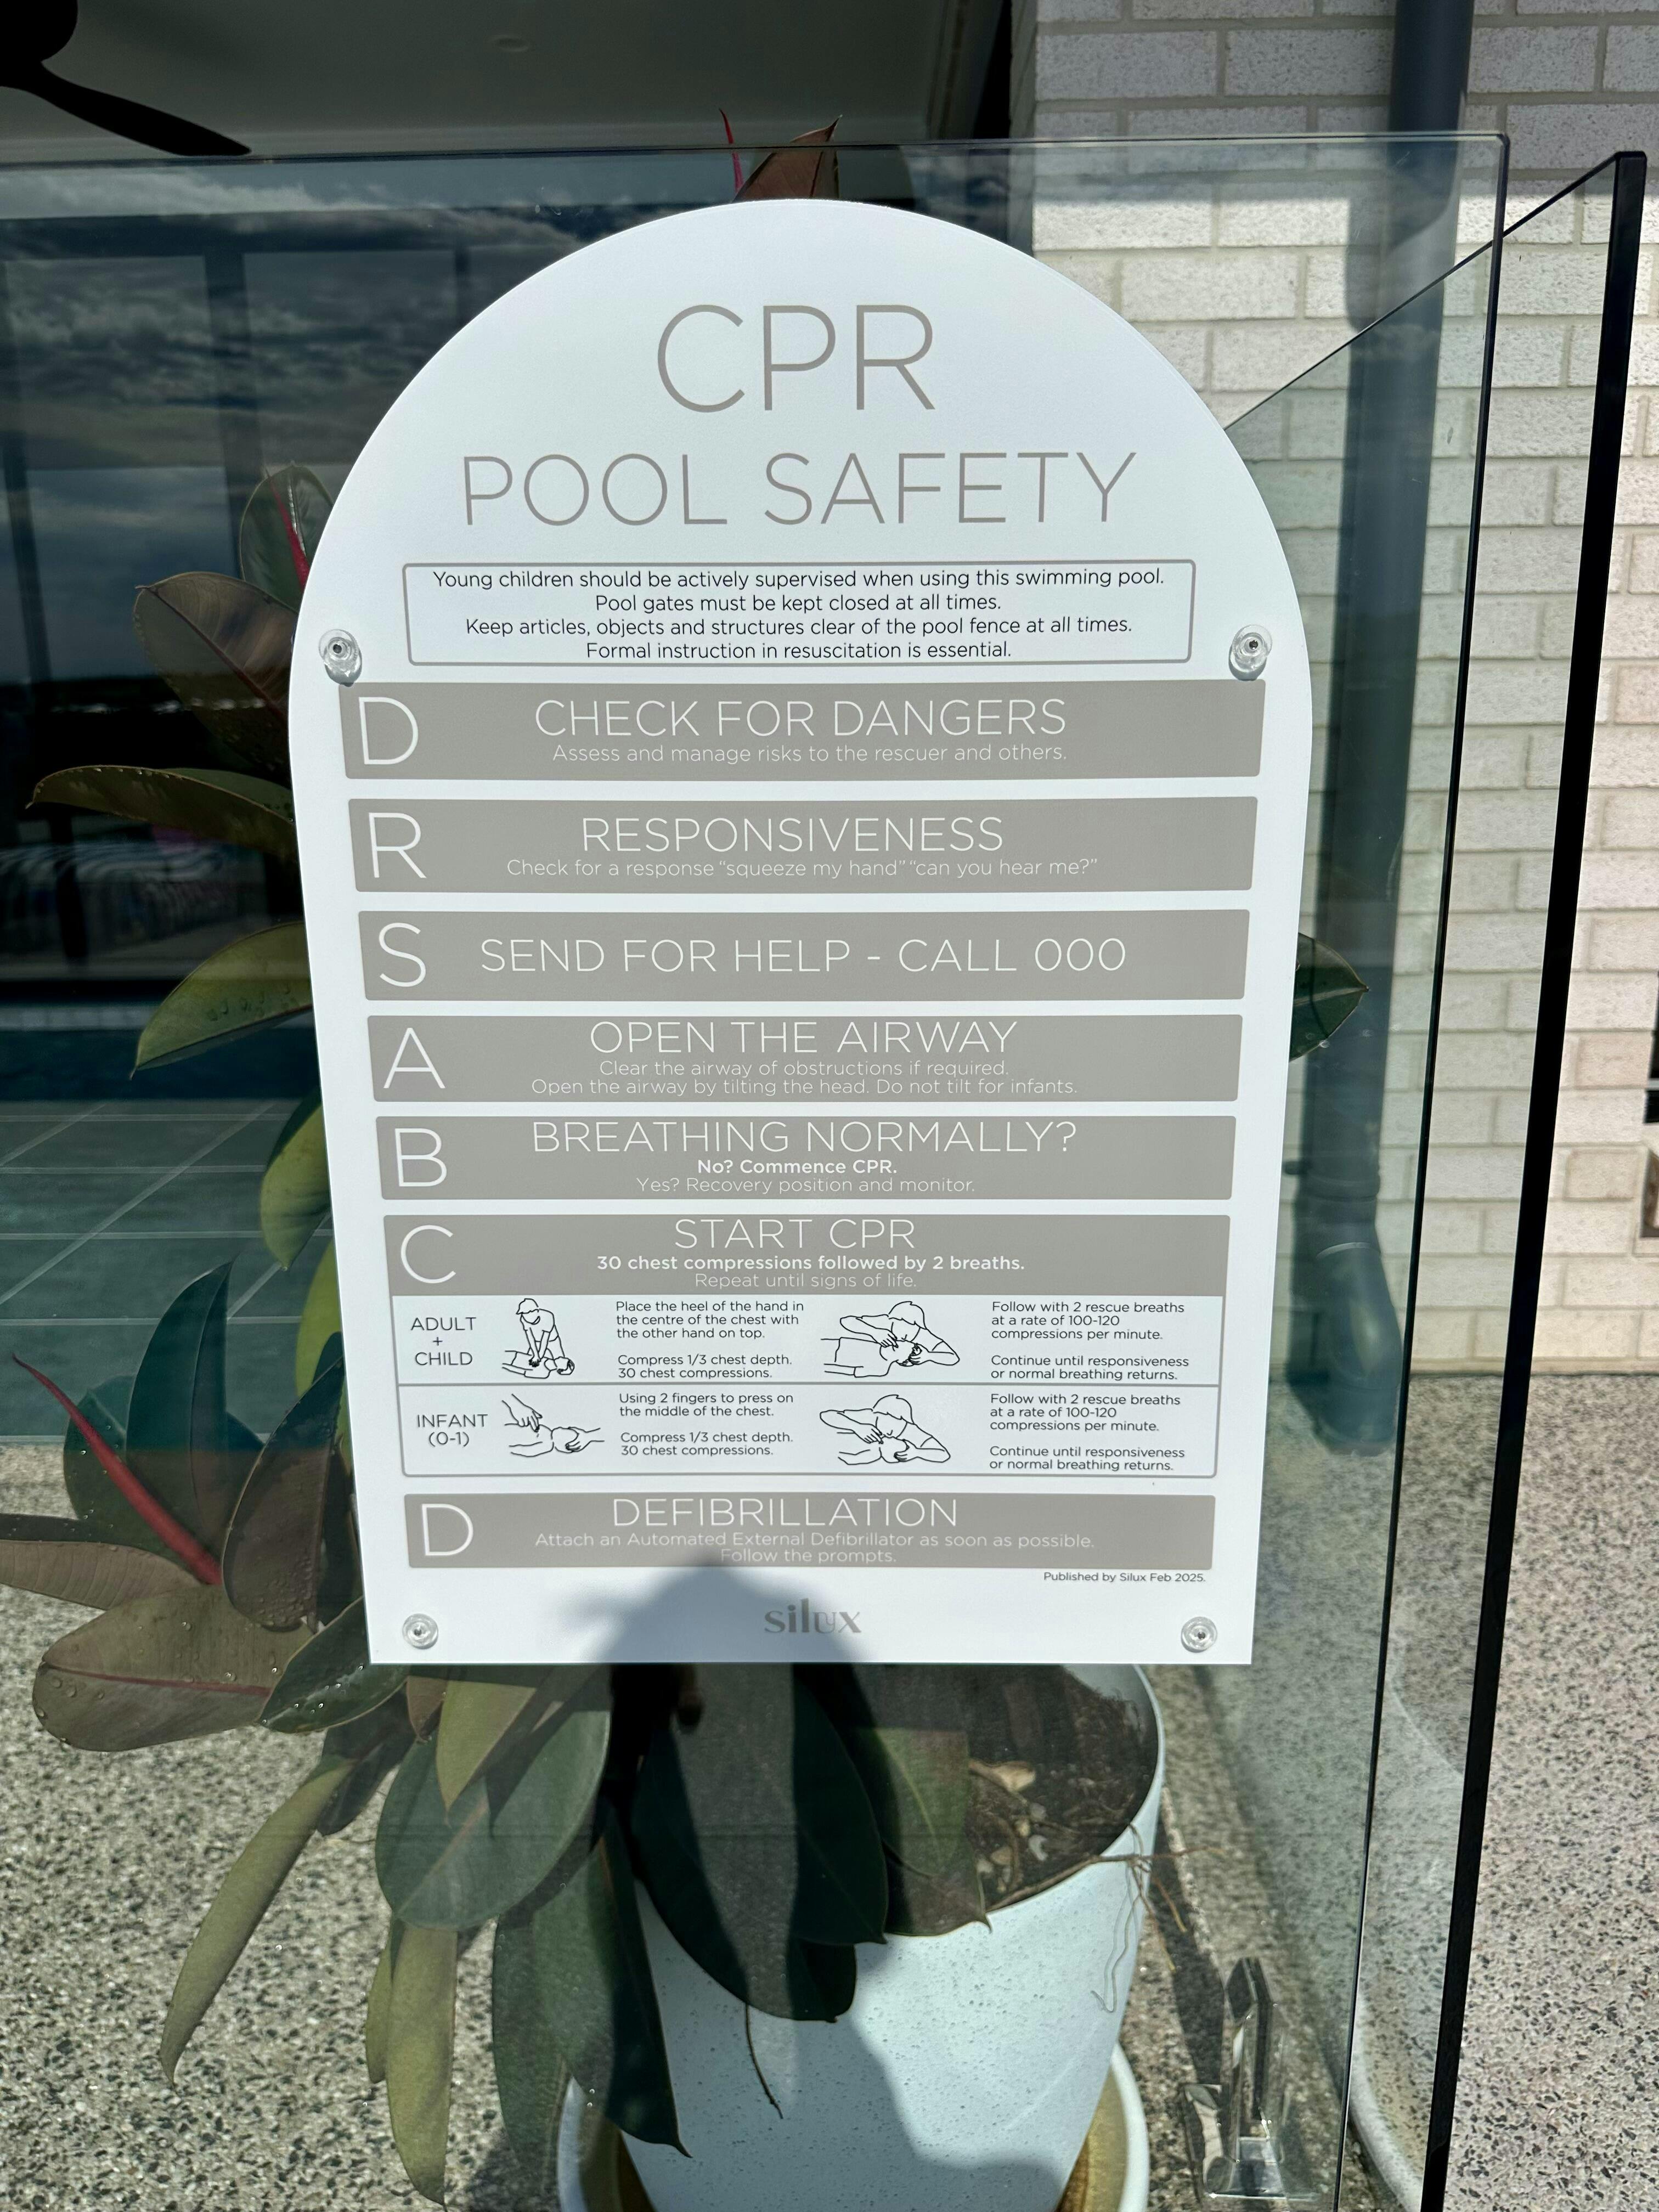 CPR
POOL SAFETY
Young children should be actively supervised when using this swimming pool.
Pool gates must be kept closed at all times.
Keep articles, objects and structures clear of the pool fence at all times.
Formal instruction in resuscitation is essential.
D
CHECK FOR DANGERS
Assess and manage risks to the rescuer and others.
R
RESPONSIVENESS
Check for a response "squeeze my hand" "can you hear me?"
S
SEND FOR HELP - CALL 000
A
OPEN THE AIRWAY
Clear the airway of obstructions if required.
Open the airway by tilting the head. Do not tilt for infants.
B
BREATHING NORMALLY?
No? Commence CPR.
Yes? Recovery position and monitor.
C
START CPR
30 chest compressions followed by 2 breaths.
Repeat until signs of life.
ADULT
+
CHILD
Place the heel of the hand in
the centre of the chest with
the other hand on top.
Compress 1/3 chest depth.
30 chest compressions.
Follow with 2 rescue breaths
at a rate of 100-120
compressions per minute.
Continue until responsiveness
or normal breathing returns.
INFANT
(0-1)
Using 2 fingers to press on
the middle of the chest.
Compress 1/3 chest depth.
30 chest compressions.
Follow with 2 rescue breaths
at a rate of 100-120
compressions per minute.
Continue until responsiveness
or normal breathing returns.
D
DEFIBRILLATION
Attach an Automated External Defibrillator as soon as possible.
Follow the prompts.
Published by Silux Feb 2025.
silux